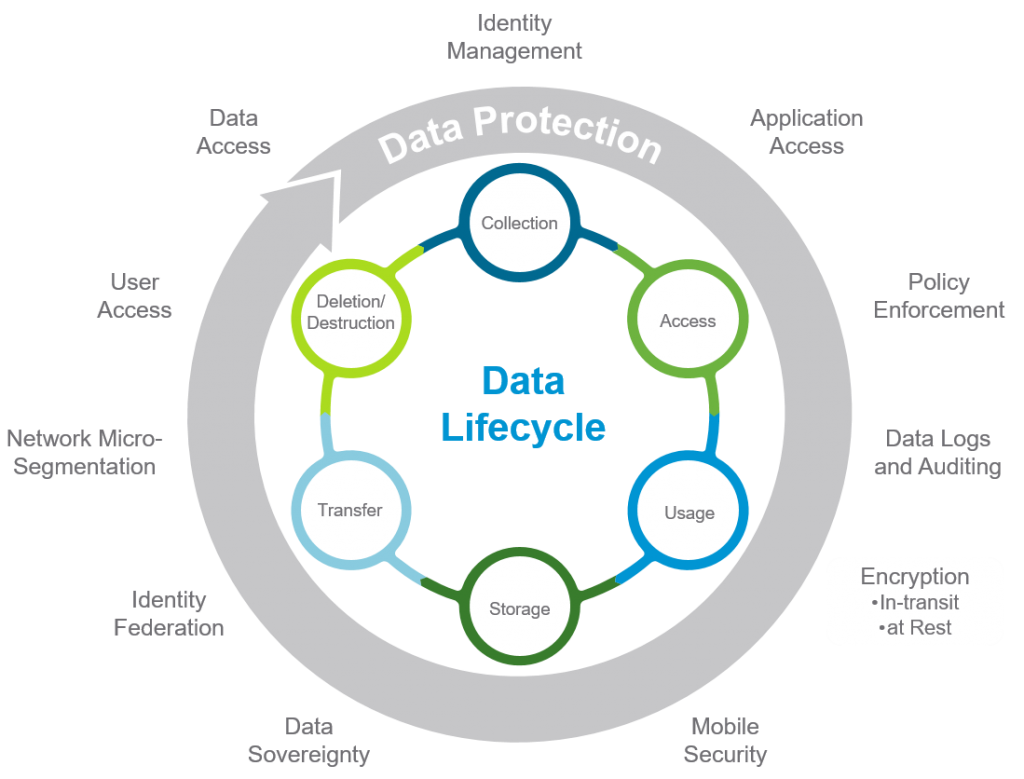 Identity
Management
Data
Access
Application
Access
Data Protection
Collection
User
Access
Deletion/
Destruction
Access
Policy
Enforcement
Data
Lifecycle
Network Micro-
Segmentation
Data Logs
and Auditing
Transfer
Usage
Encryption
•In-transit
•at Rest
Identity
Federation
Storage
Data
Sovereignty
Mobile
Security